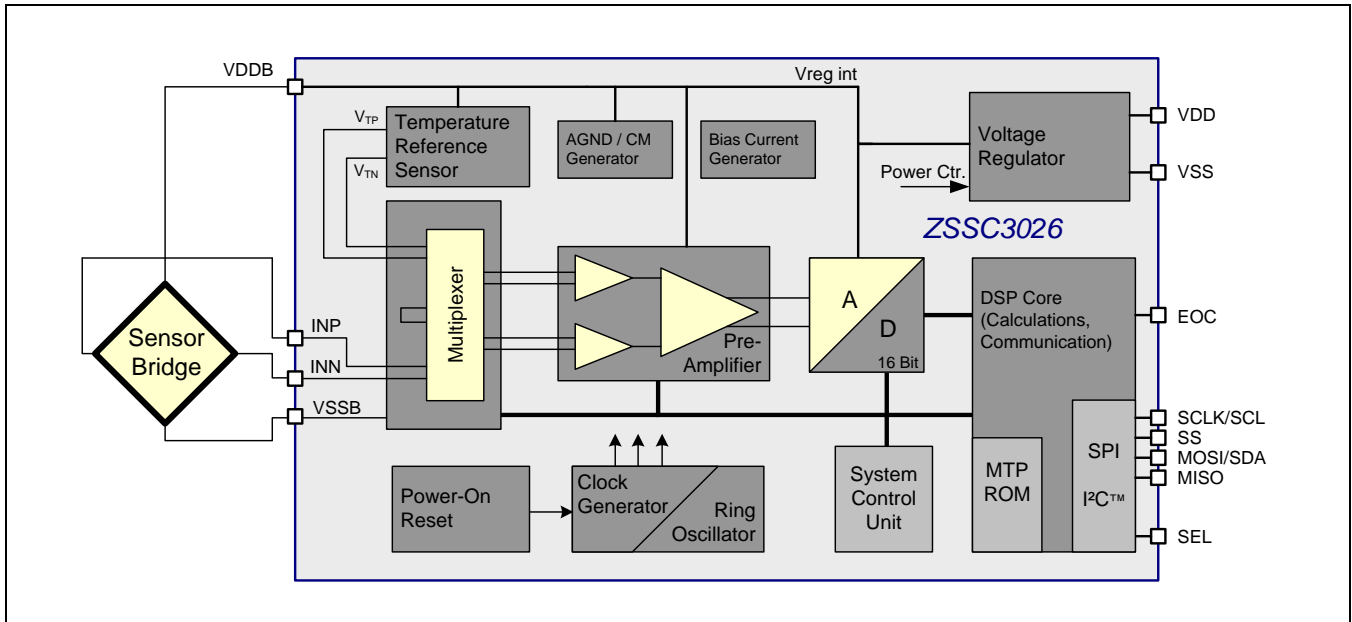 VDDB
Vreg int
VTP
Temperature
Reference
Sensor
VTN
AGND / CM
Generator
Bias Current
Generator
Voltage
Regulator
Power Ctr.
VDD
VSS
ZSSC3026
Sensor
Bridge
INP
INN
VSSB
Multiplexer
Pre-
Amplifier
A
D
16 Bit
DSP Core
(Calculations,
Communication)
EOC
Power-On
Reset
Clock
Generator
Ring
Oscillator
System
Control
Unit
MTP
ROM
SPI
I²C™
SCLK/SCL
SS
MOSI/SDA
MISO
SEL